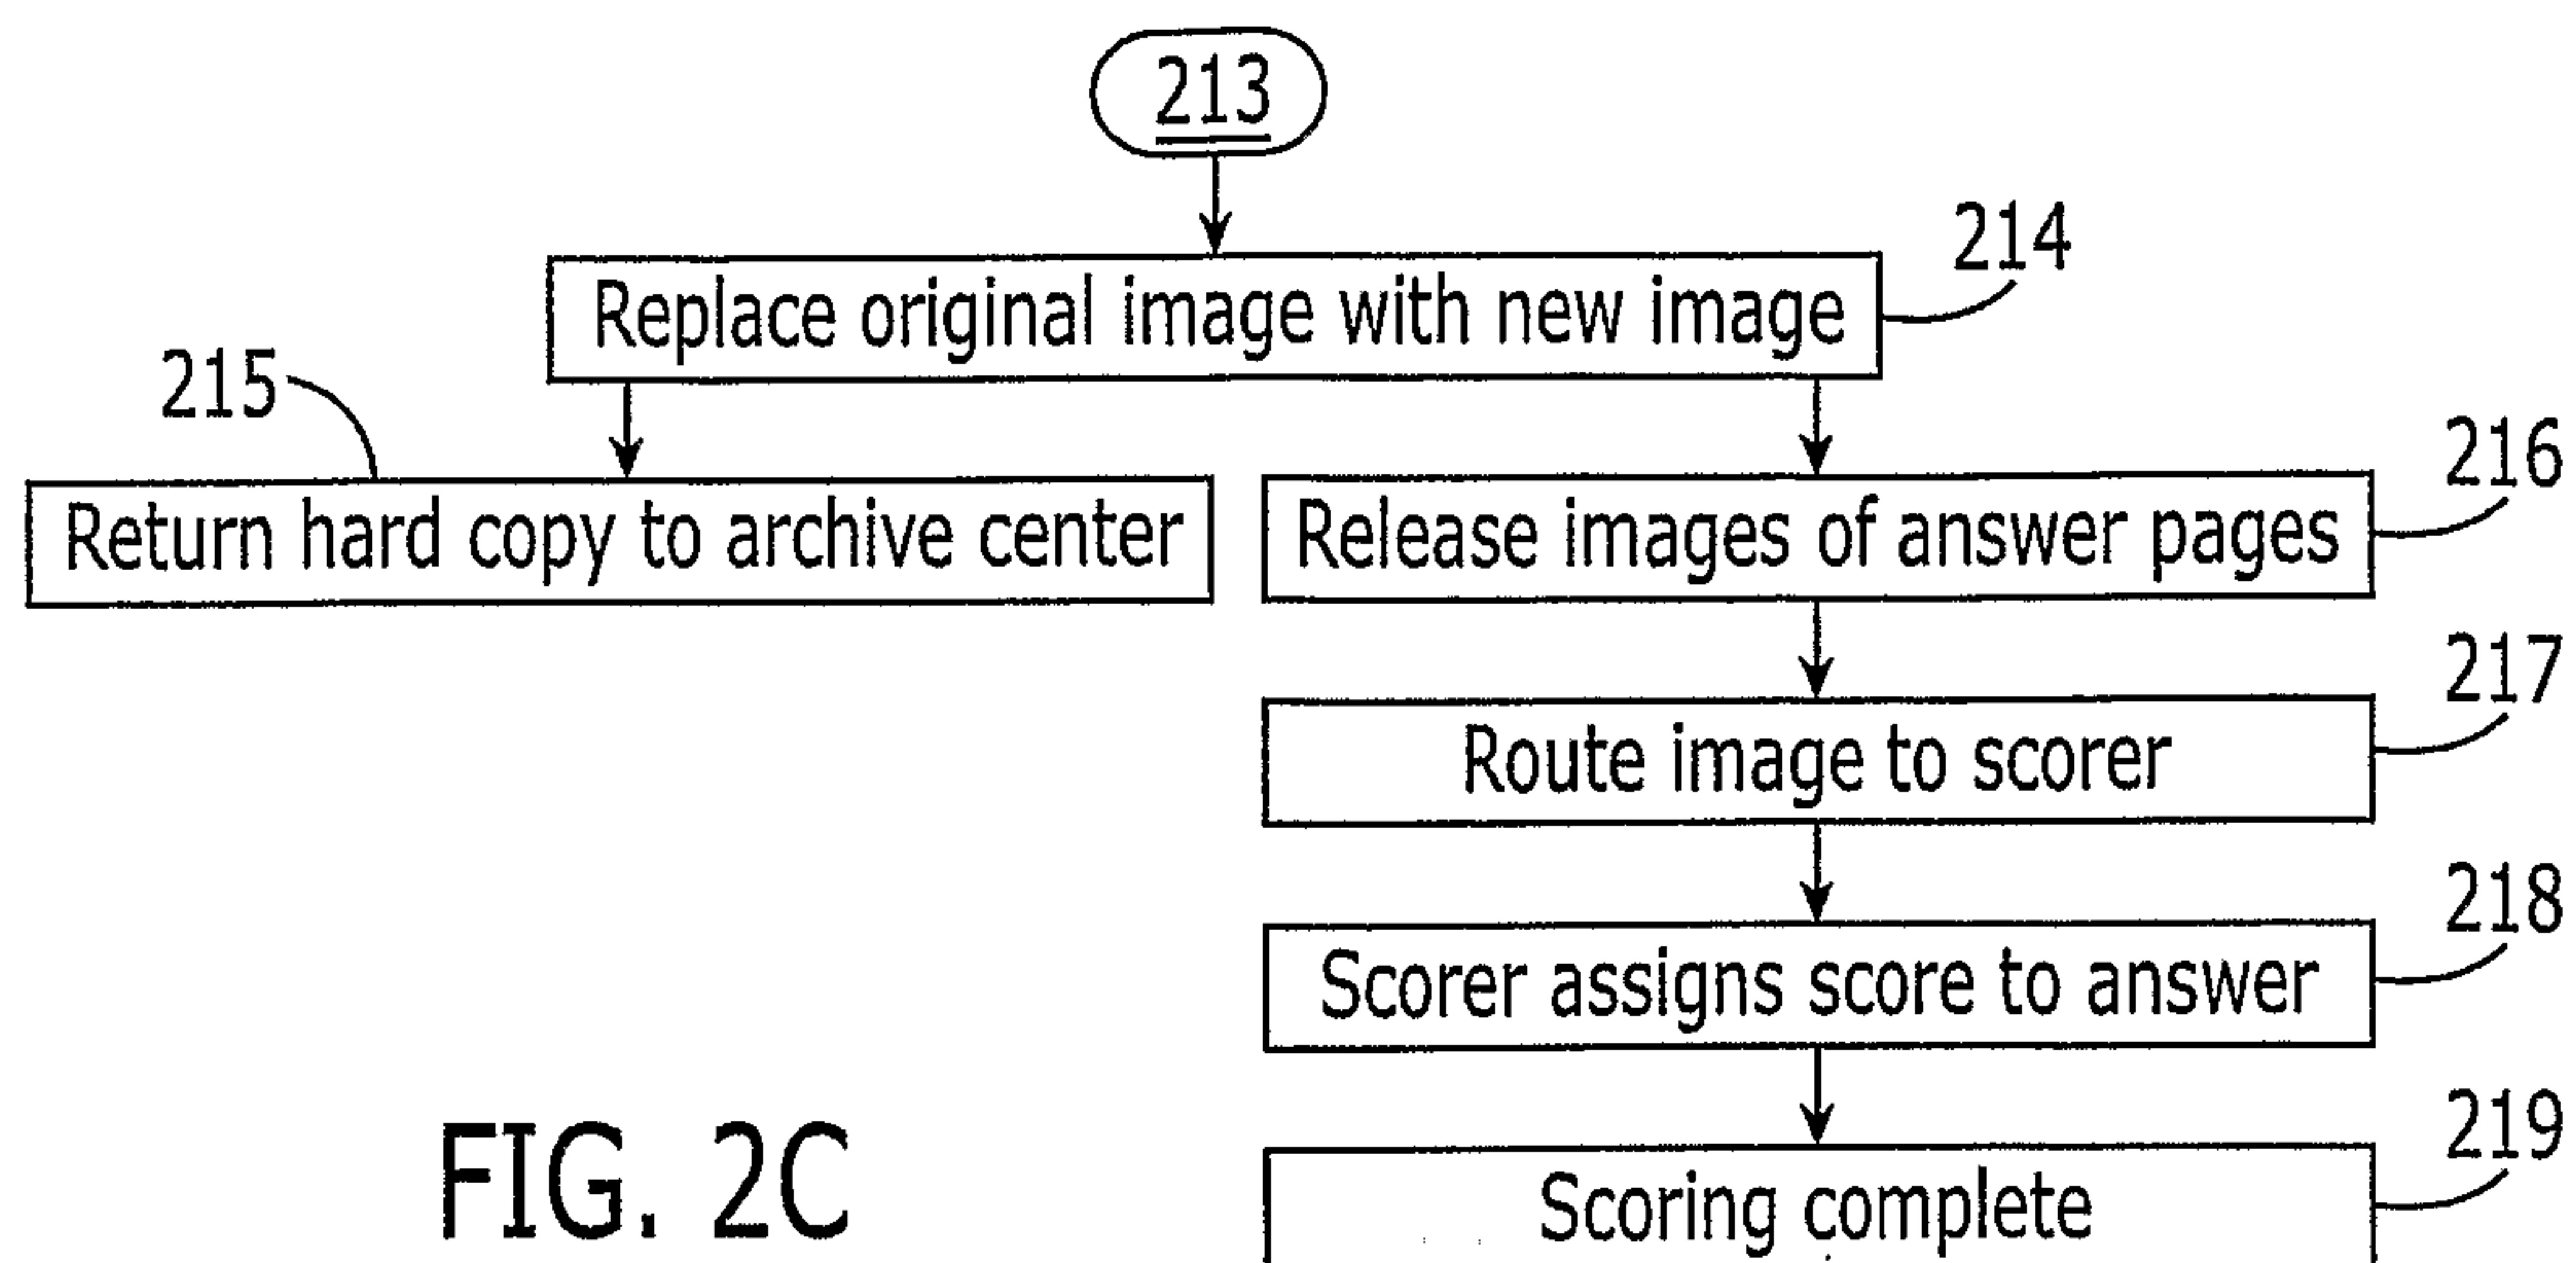 213
214
Replace original image with new image
215
216
Return hard copy to archive center
Release images of answer pages
217
Route image to scorer
218
Scorer assigns score to answer
219
Scoring complete
FIG. 2C